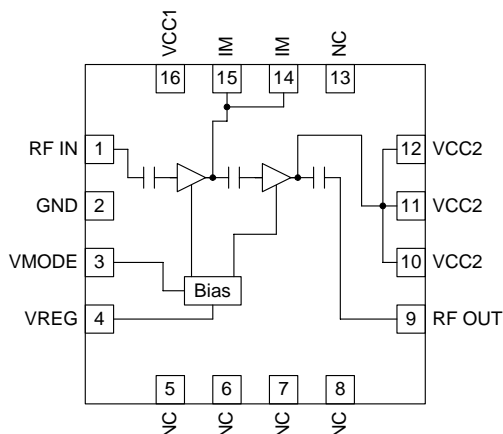 VCC1
IM
IM
NC
16
15
14
13
RF IN
1
12
VCC2
GND
2
11
VCC2
VMODE
3
10
VCC2
Bias
VREG
4
9
RF OUT
5
6
7
8
NC
NC
NC
NC